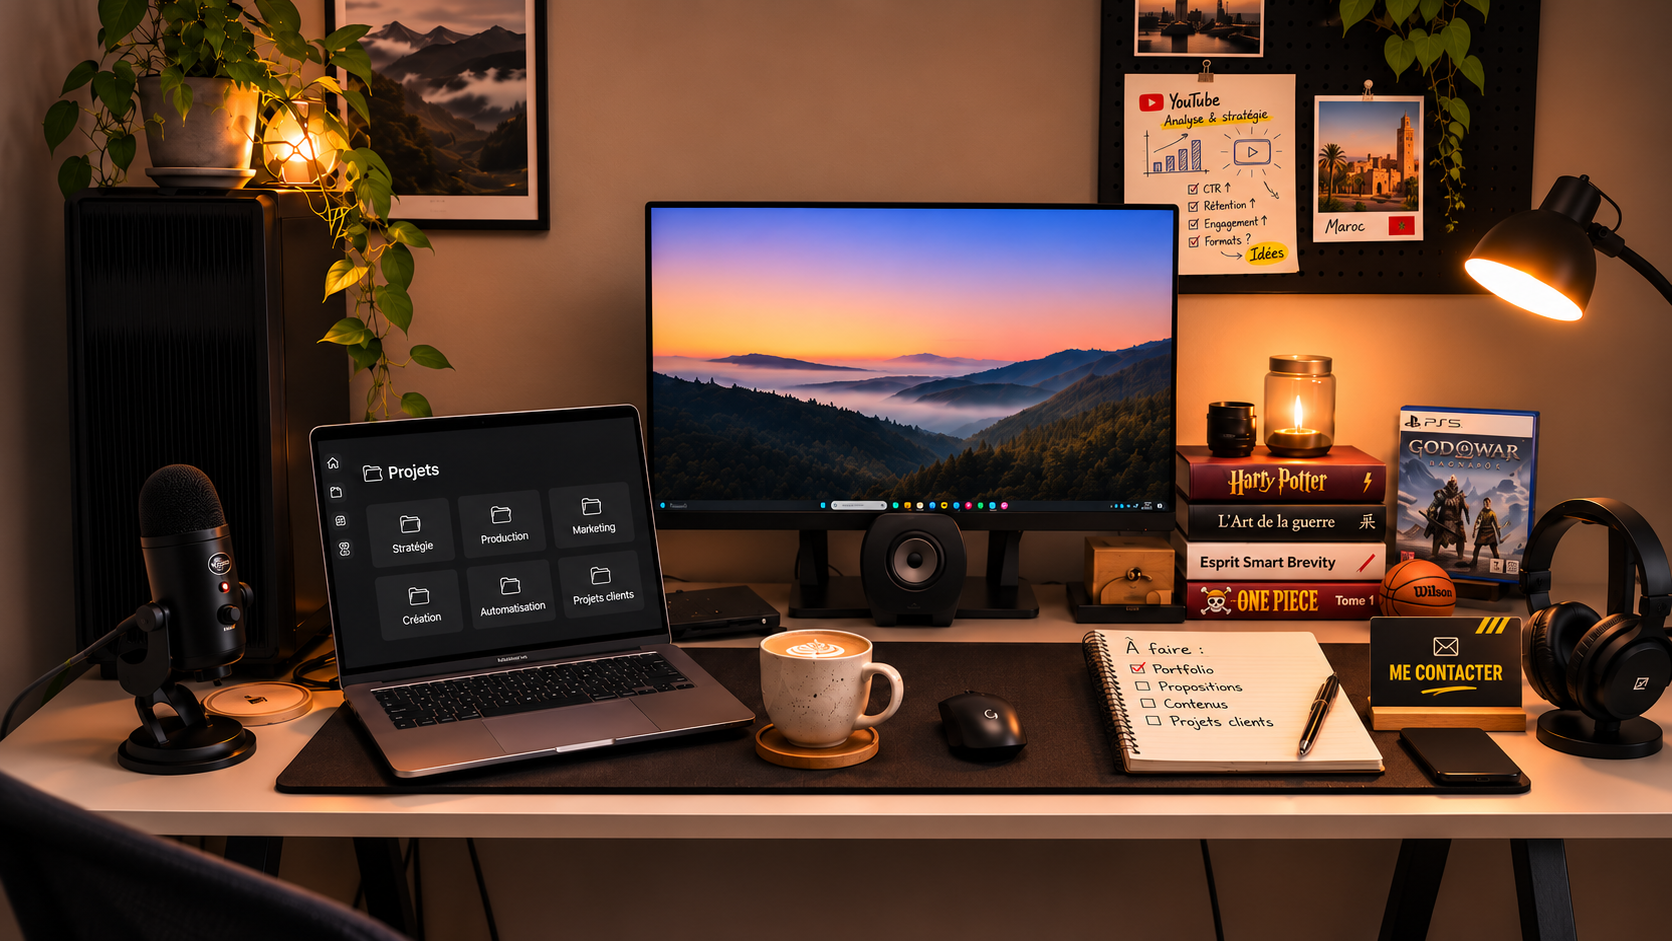 YouTube
Analyse & stratégie
CTR ↑
Rétention ↑
Engagement ↑
Formats ?
Idées
Maroc
Projets
Stratégie
Production
Marketing
Création
Automatisation
Projets clients
PS5
GOD OF WAR
RAGNARÖK
Harry Potter
L'Art de la guerre
Esprit Smart Brevity
ONE PIECE Tome 1
Wilson
À faire :
Portfolio
Propositions
Contenus
Projets clients
ME CONTACTER